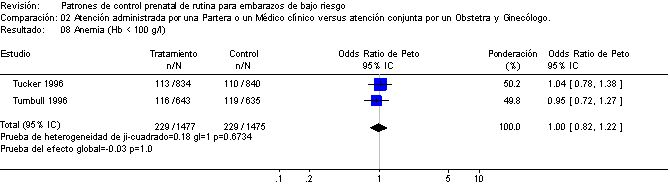 Revisión: Patrones de control prenatal de rutina para embarazos de bajo riesgo
Comparación: 02 Atención administrada por una Partera o un Médico clínico versus atención conjunta por un Obstetra y Ginecólogo.
Resultado: 08 Anemia (Hb < 100 g/l)
Estudio Tratamiento Control Odds Ratio de Peto Ponderación Odds Ratio de Peto
n/N n/N 95 % IC (%) 95 % IC
Tucker 1996 113/834 110/840 50.2 1.04 [0.78, 1.38]
Turnbull 1996 116/643 119/635 49.8 0.95 [0.72, 1.27]
Total (95 % IC) 229/1477 229/1475 100.0 1.00 [0.82, 1.22]
Prueba de heterogeneidad de ji-cuadrado=0.18 gl=1 p=0.6734
Prueba del efecto global=-0.03 p=1.0
.1 .2 1 5 10